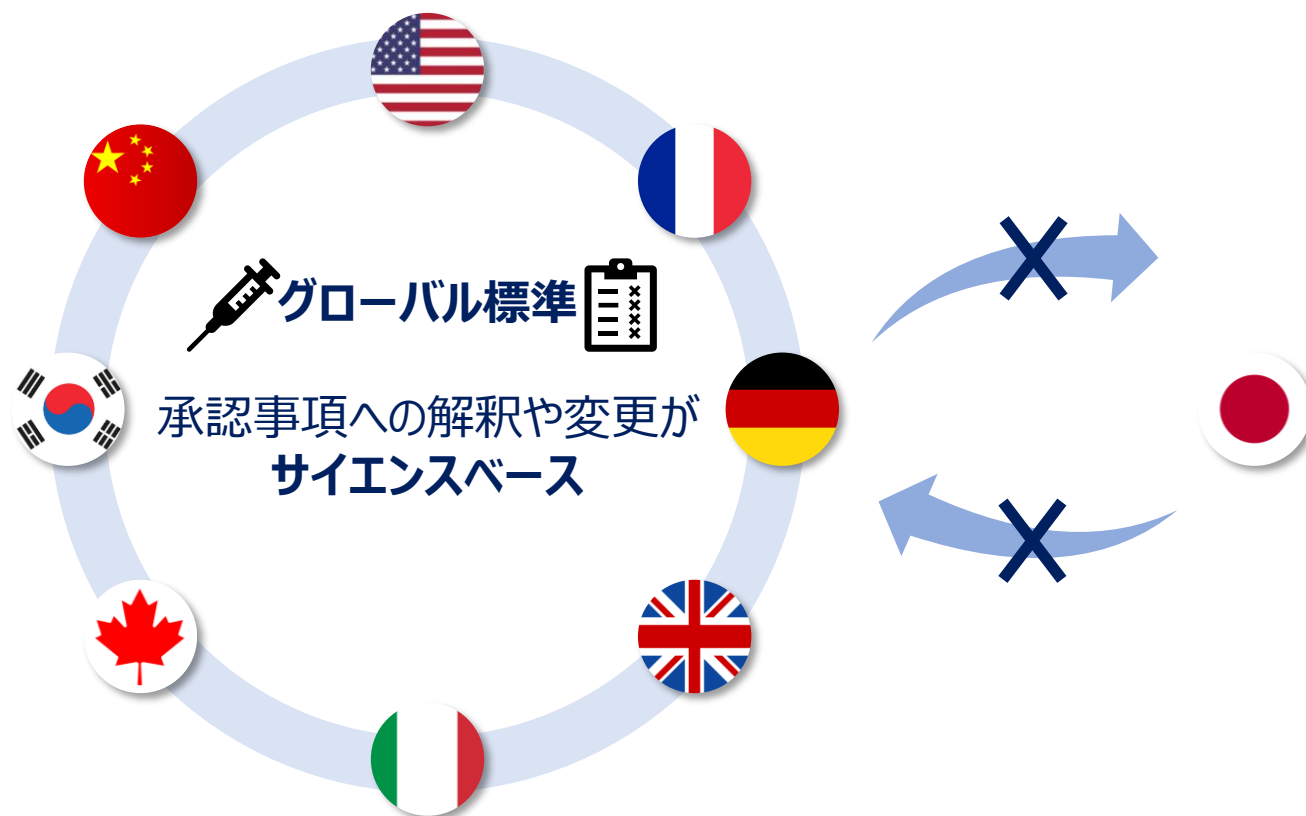 グローバル標準
承認事項への解釈や変更が
サイエンスベース